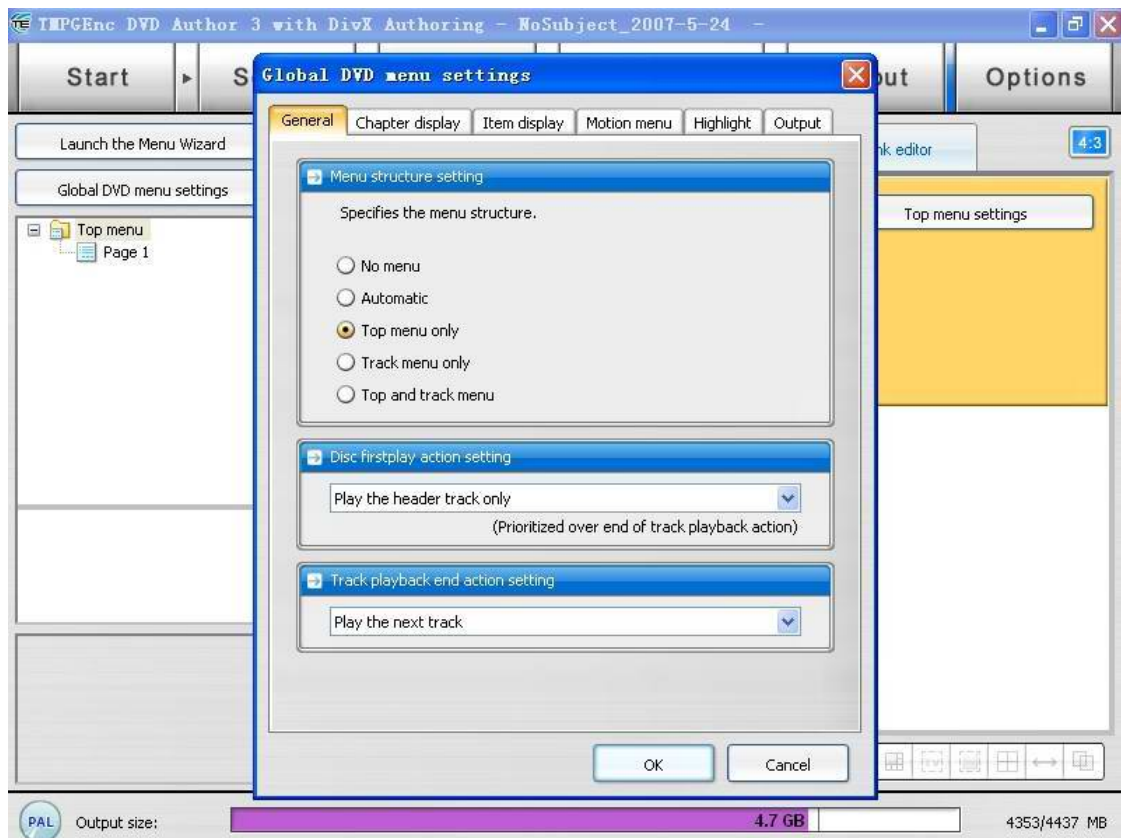 TMPGEnc DVD Author 3 with DivX Authoring - NoSubject_2007-5-24 -
Start
S
put
Options
Launch the Menu Wizard
Global DVD menu settings
Top menu
Page 1
Global DVD menu settings
General
Chapter display
Item display
Motion menu
Highlight
Output
Menu structure setting
Specifies the menu structure.
No menu
Automatic
Top menu only
Track menu only
Top and track menu
Disc firstplay action setting
Play the header track only
(Prioritized over end of track playback action)
Track playback end action setting
Play the next track
OK
Cancel
nk editor
4:3
Top menu settings
PAL
Output size:
4.7 GB
4353/4437 MB